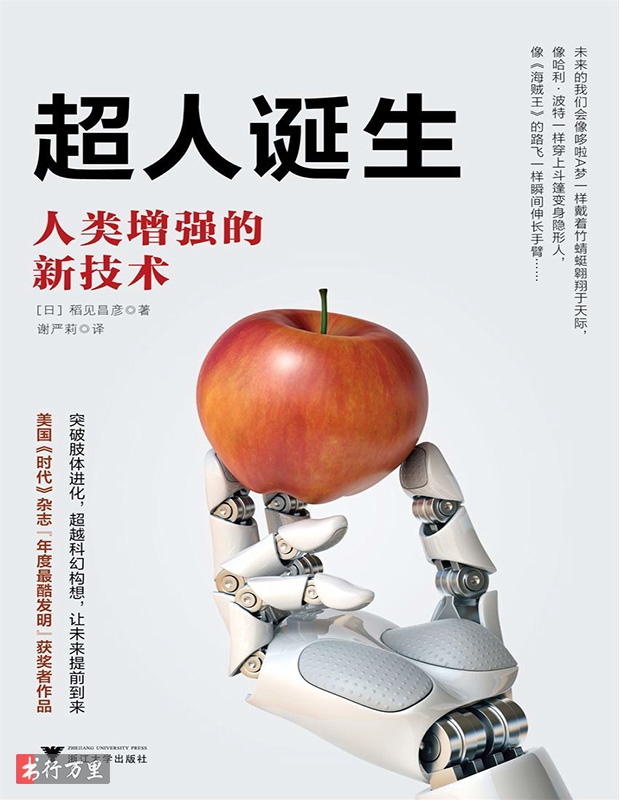 未来的我们会像哆啦A梦一样戴着竹蜻蜓翱翔于天际，
像哈利·波特一样穿上斗篷变身隐形人，
像《海贼王》的路飞一样瞬间伸长手臂……
超人诞生
人类增强的
新技术
［日］稻见昌彦◎著
谢严莉◎译
突破肢体进化，超越科幻构想，让未来提前到来
美国《时代》杂志“年度最酷发明”获奖者作品
ZHEJIANG UNIVERSITY PRESS
浙江大学出版社
书行万里